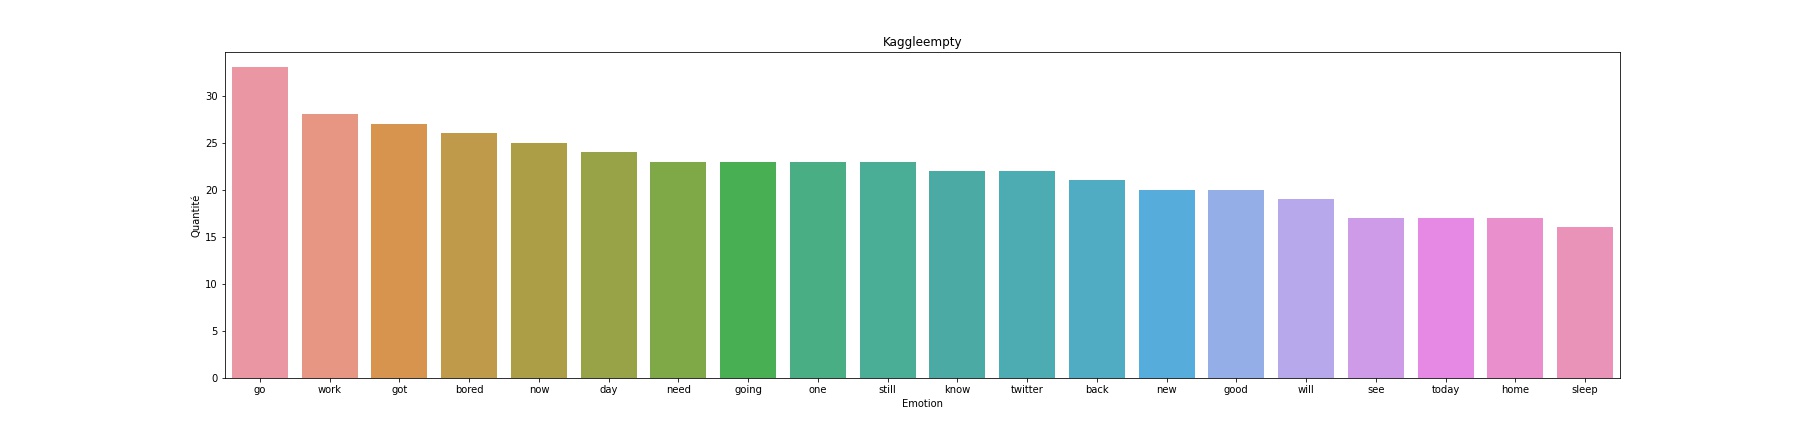 Kaggleempty
Quantité
30
25
20
15
10
5
0
go work got bored now day need going one still know twitter back new good will see today home sleep
Emotion